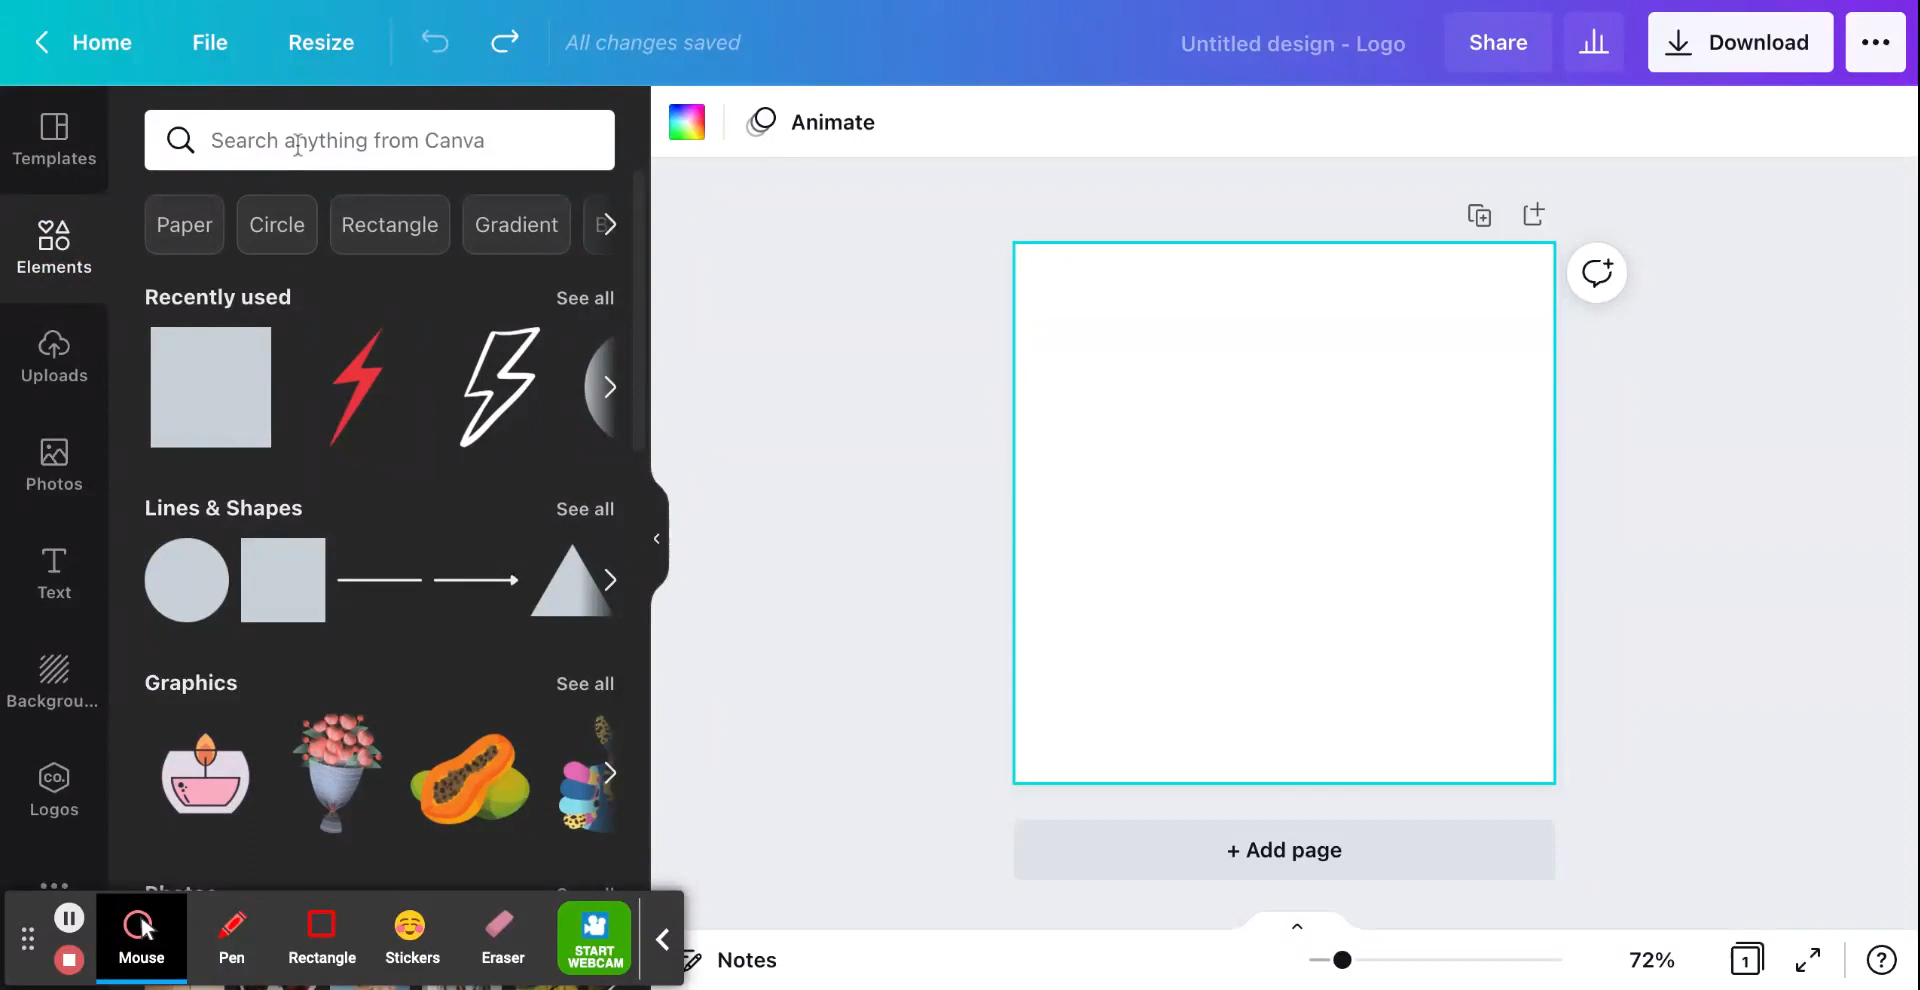 Home File Resize All changes saved Untitled design - Logo Share Download
Templates
Elements
Uploads
Photos
Text
Backgrou...
co.
Logos
Search anything from Canva
Paper Circle Rectangle Gradient B
Recently used See all
Lines & Shapes See all
Graphics See all
Animate
+ Add page
Mouse Pen Rectangle Stickers Eraser START
WEBCAM
Notes 72% 1 ?